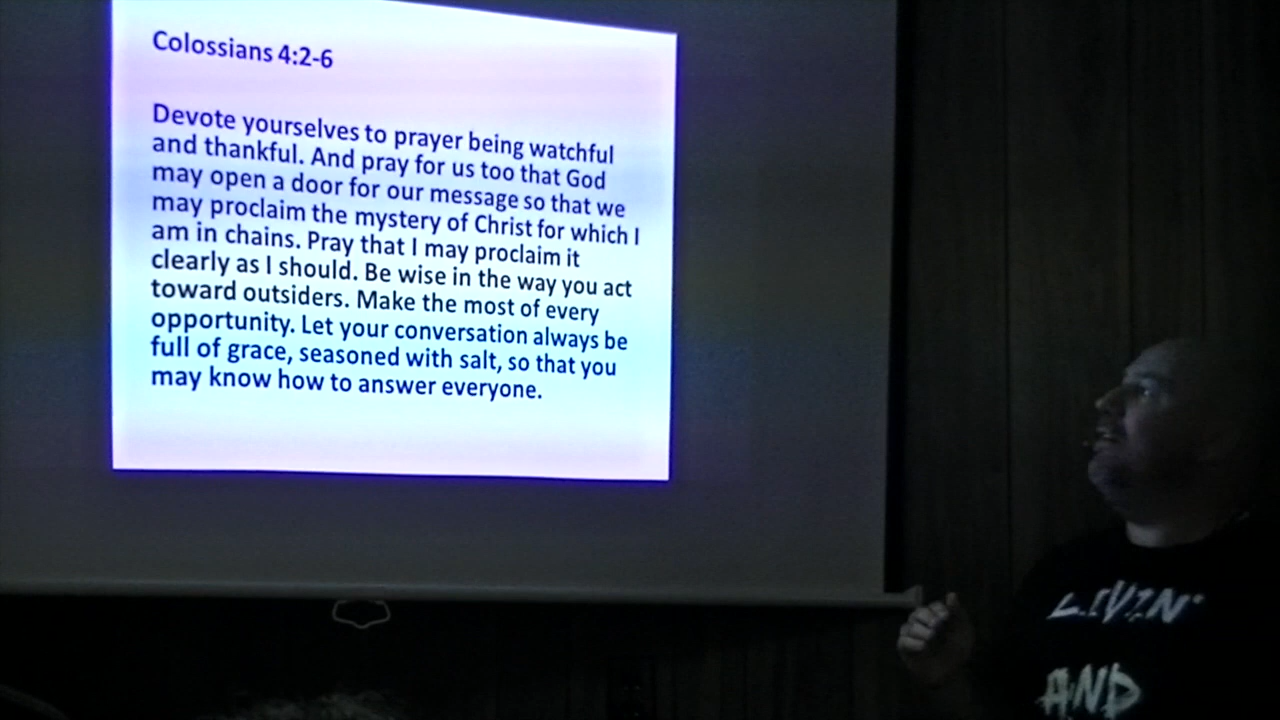 Colossians 4:2-6
Devote yourselves to prayer being watchful
and thankful. And pray for us too that God
may open a door for our message so that we
may proclaim the mystery of Christ for which I
am in chains. Pray that I may proclaim it
clearly as I should. Be wise in the way you act
toward outsiders. Make the most of every
opportunity. Let your conversation always be
full of grace, seasoned with salt, so that you
may know how to answer everyone.
LIVIN'
AND